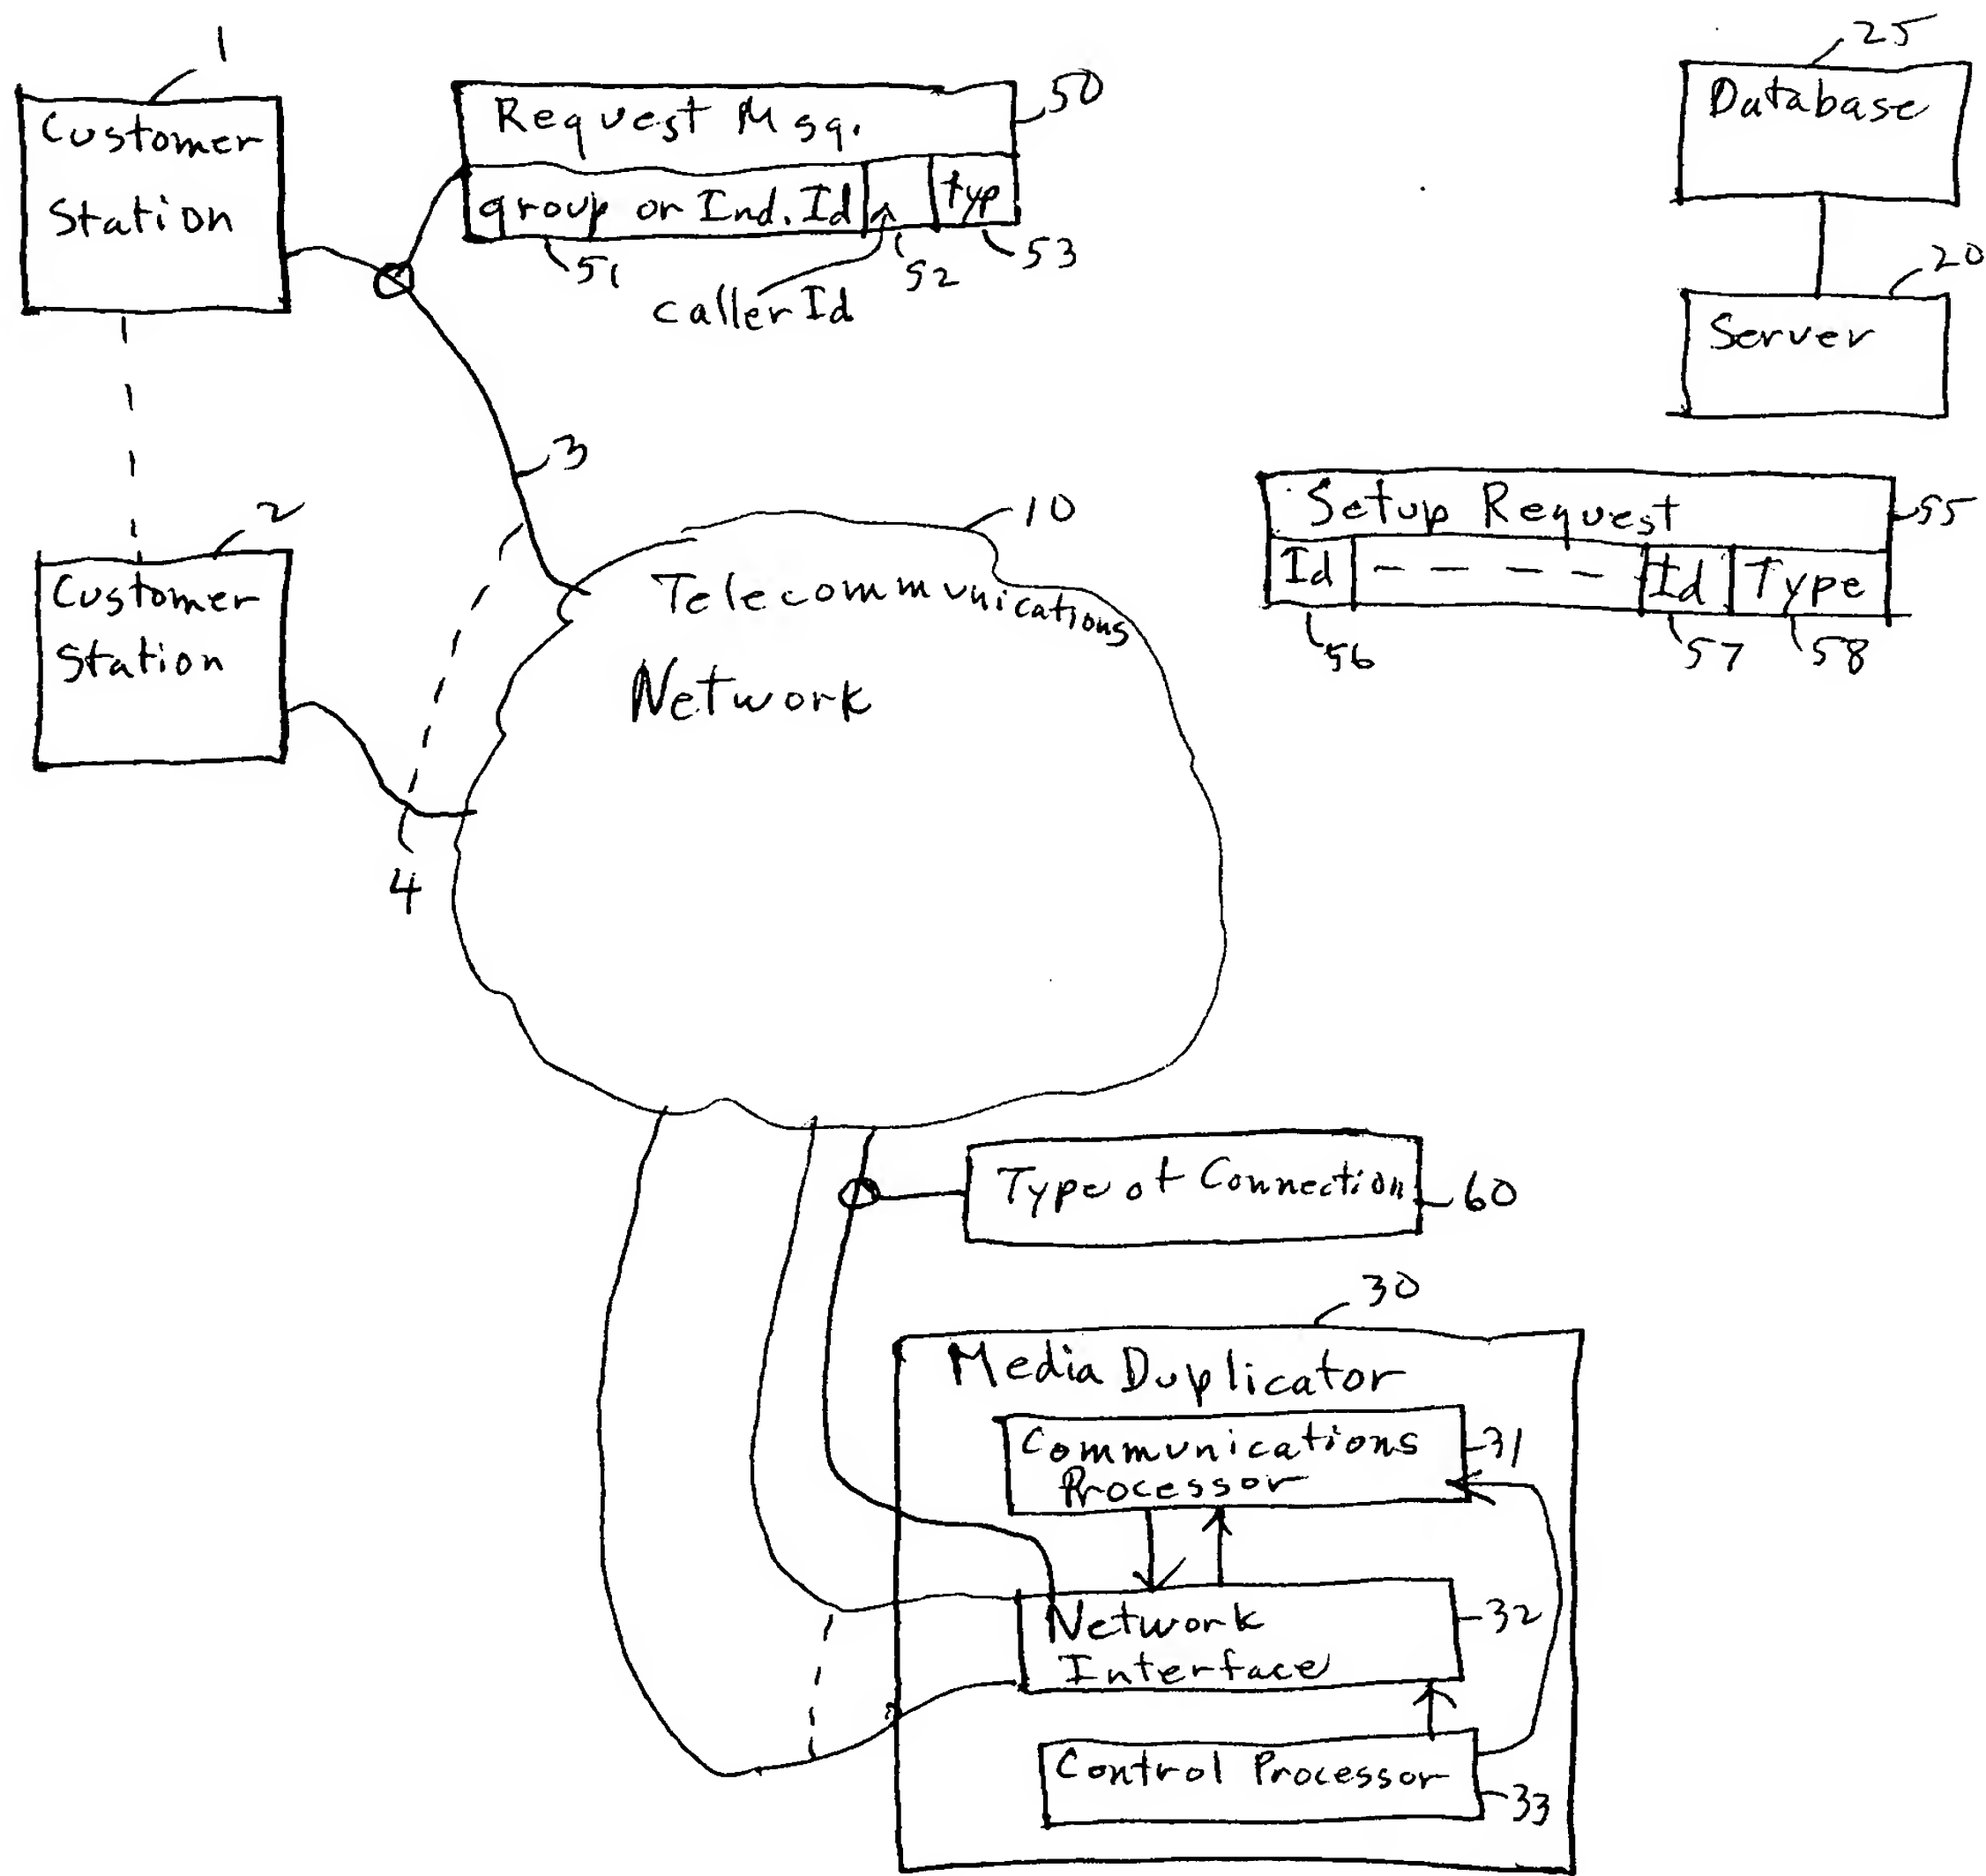 1
Customer
Station
Request Msg.
50
group or Ind. Id
typ
51
52
53
caller Id
25
Database
20
Server
3
2
Customer
Station
4
10
Telecommunications
Network
Setup Request
55
Id - - - - Id Type
56
57
58
Type of Connection
60
30
Media Duplicator
Communications
Processor
31
Network
Interface
32
Control Processor
33